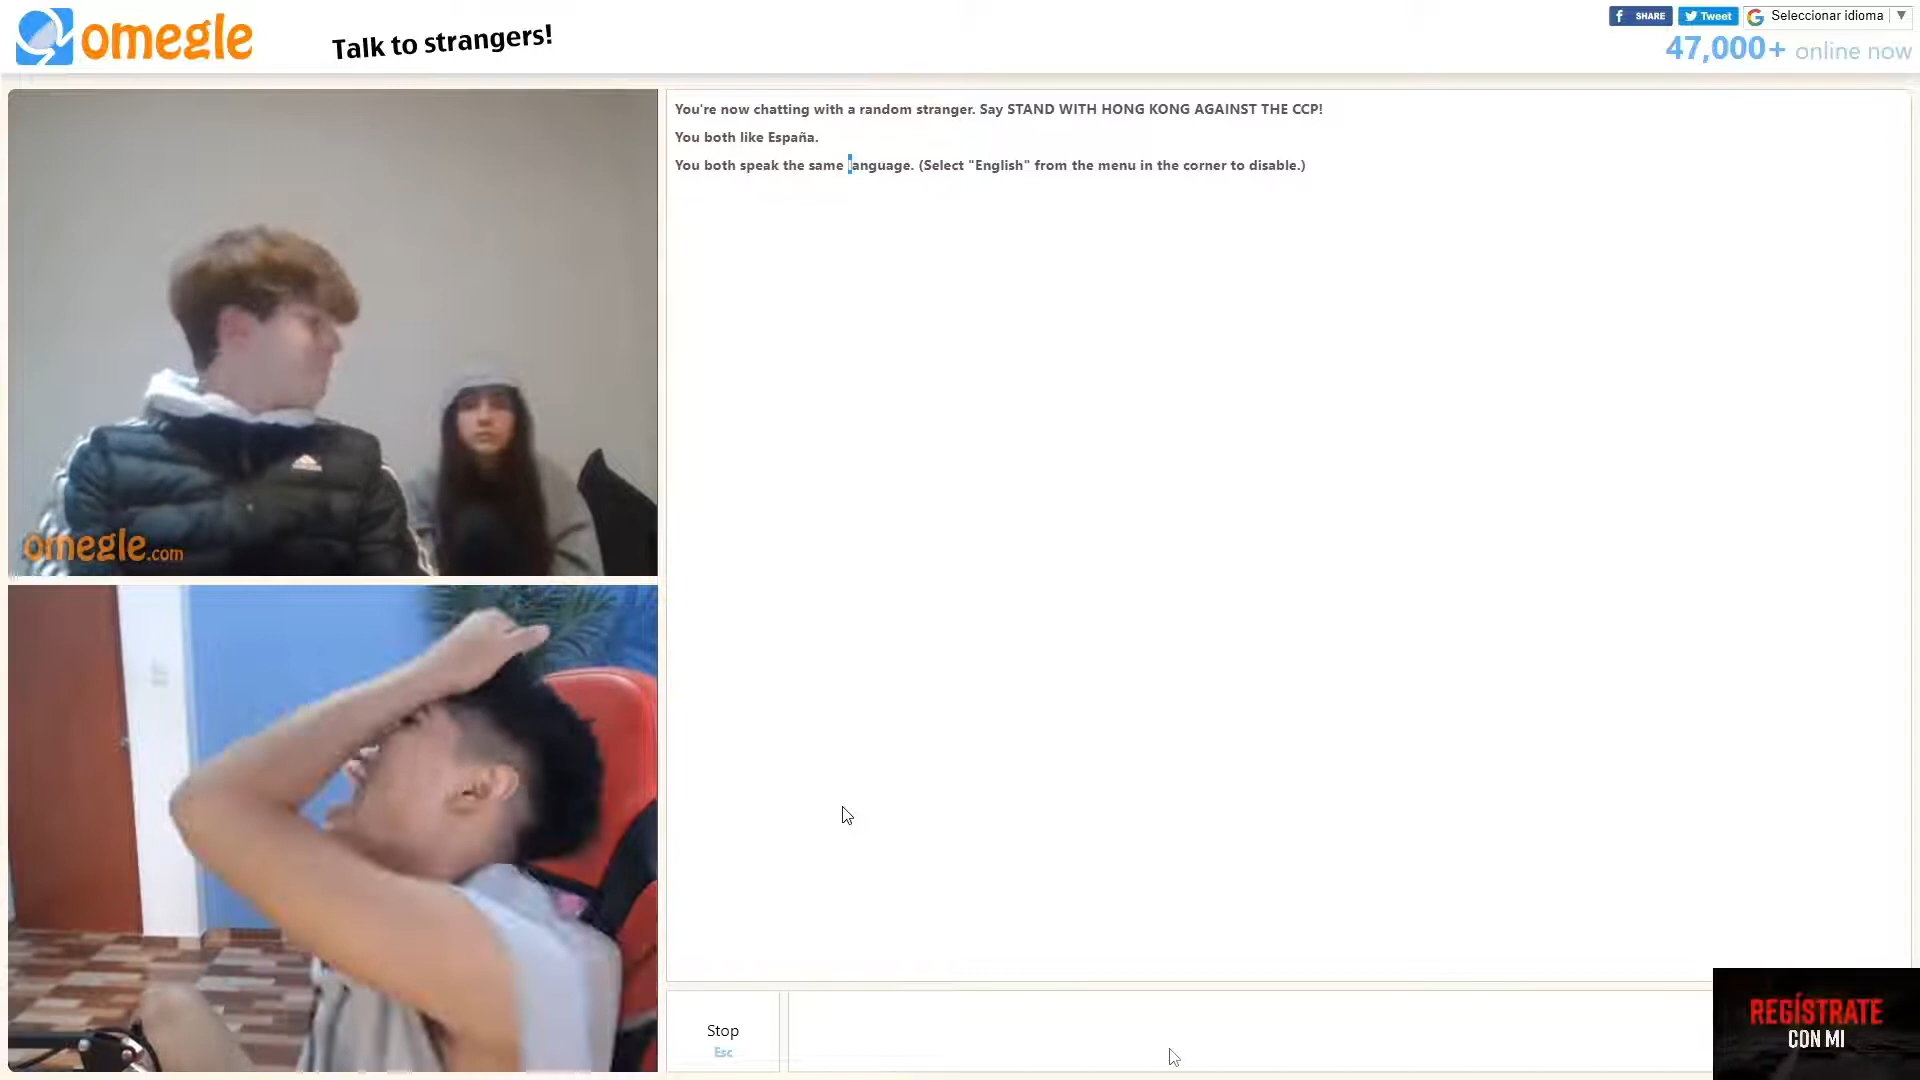 omegle
Talk to strangers!
SHARE
Tweet
Seleccionar idioma
47,000+ online now
You're now chatting with a random stranger. Say STAND WITH HONG KONG AGAINST THE CCP!
You both like España.
You both speak the same language. (Select "English" from the menu in the corner to disable.)
omegle.com
Stop
Esc
REGÍSTRATE
CON MI